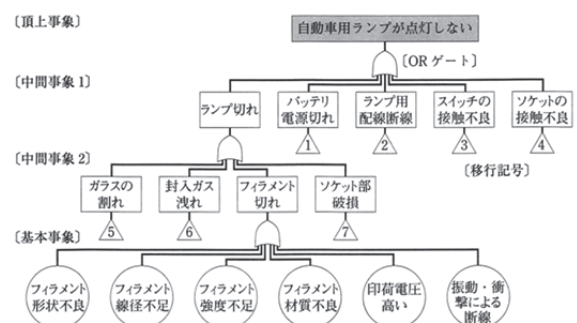 〔頂上事象〕
自動車用ランプが点灯しない
〔ORゲート〕
〔中間事象1〕
ランプ切れ
バッテリ
電源切れ
ランプ用
配線断線
スイッチの
接触不良
ソケットの
接触不良
1
2
3
4
〔移行記号〕
〔中間事象2〕
ガラスの
割れ
封入ガス
洩れ
フィラメント
切れ
ソケット部
破損
5
6
7
〔基本事象〕
フィラメント
形状不良
フィラメント
線径不足
フィラメント
強度不足
フィラメント
材質不良
印荷電圧
高い
振動・衝
撃による
断線